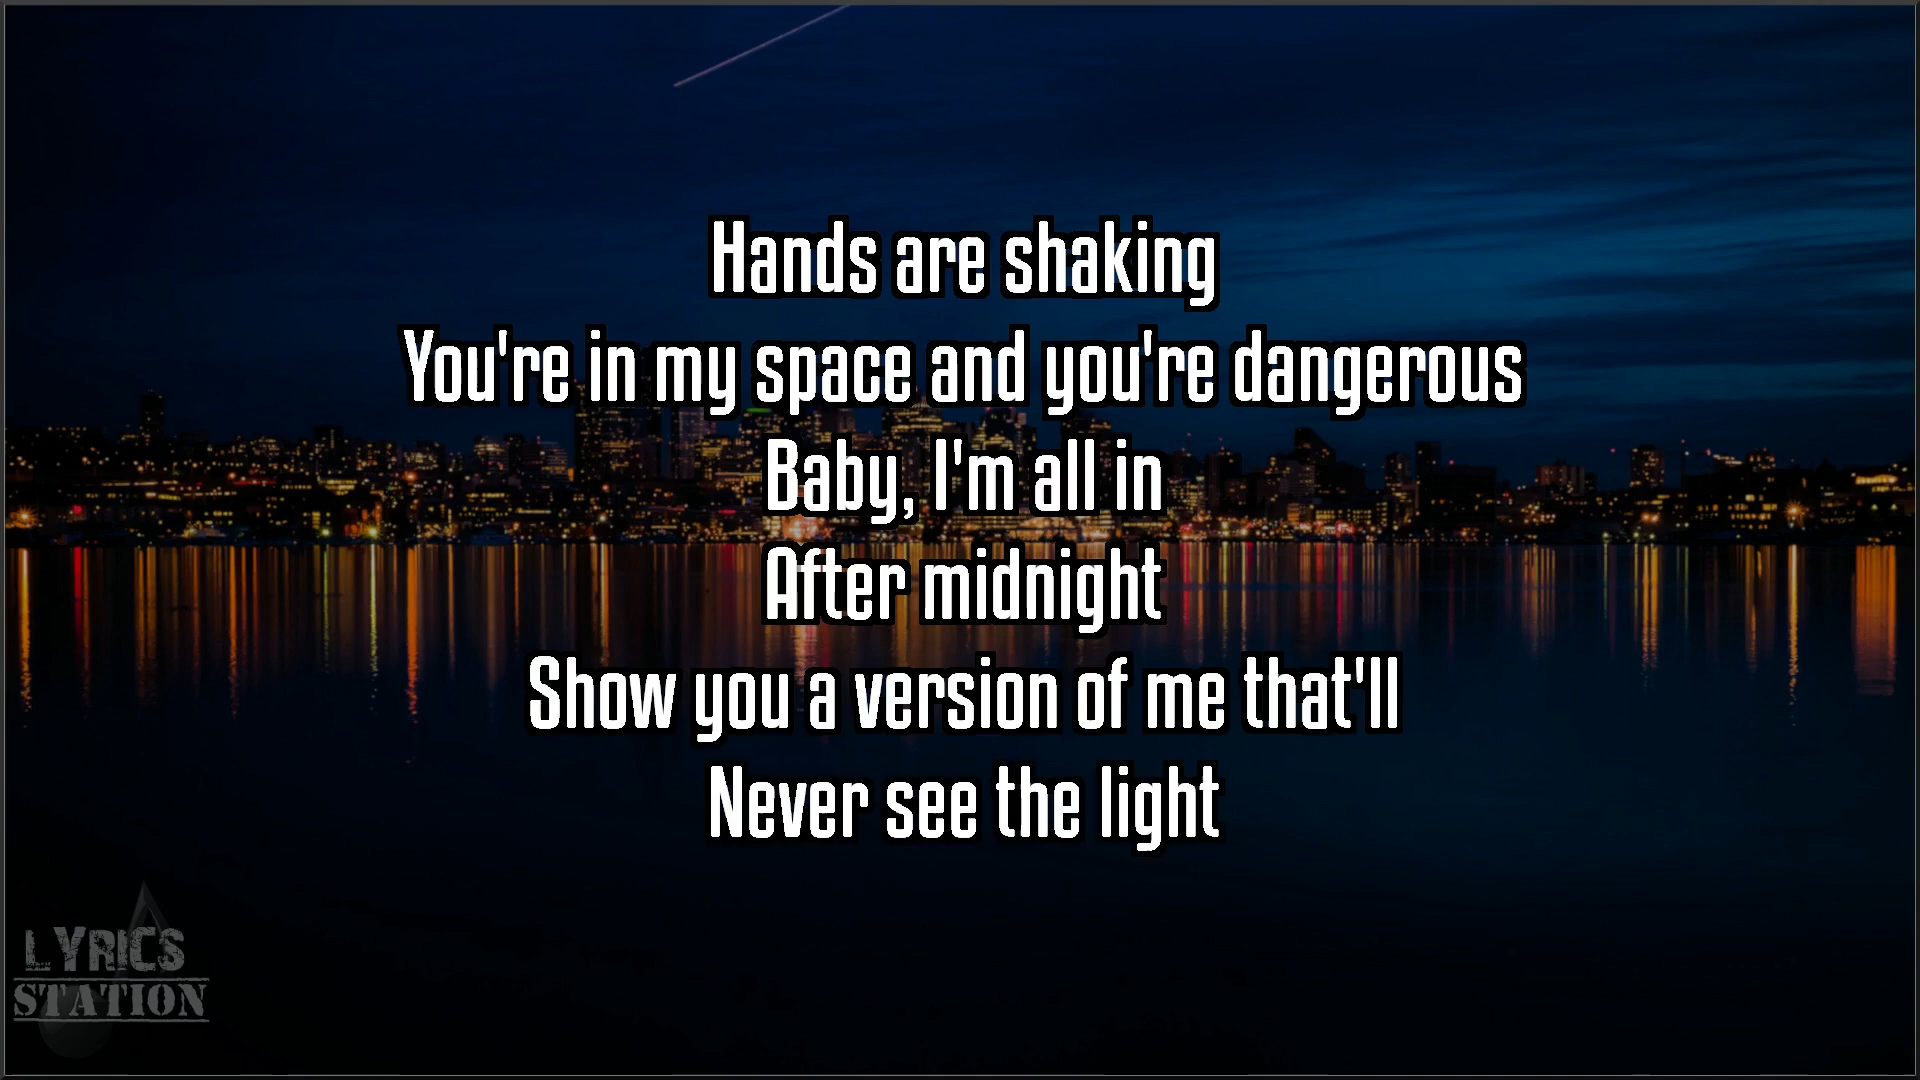 Hands are shaking
You're in my space and you're dangerous
Baby, I'm all in
After midnight
Show you a version of me that'll
Never see the light
LYRICS
STATION